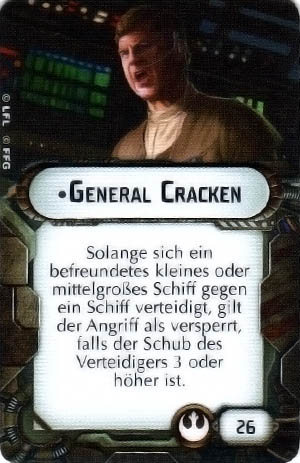 © LFL © FFG
•General Cracken
Solange sich ein
befreundetes kleines oder
mittelgroßes Schiff gegen
ein Schiff verteidigt, gilt
der Angriff als versperrt,
falls der Schub des
Verteidigers 3 oder
höher ist.
26